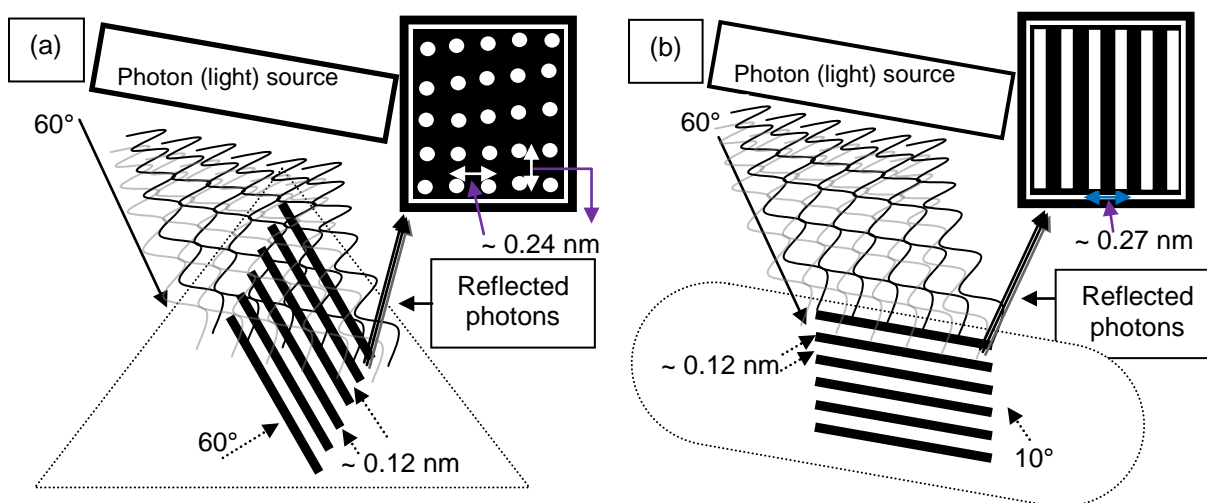 (a)
Photon (light) source
60°
~ 0.24 nm
Reflected
photons
60°
~ 0.12 nm
(b)
Photon (light) source
60°
~ 0.27 nm
Reflected
photons
~ 0.12 nm
10°